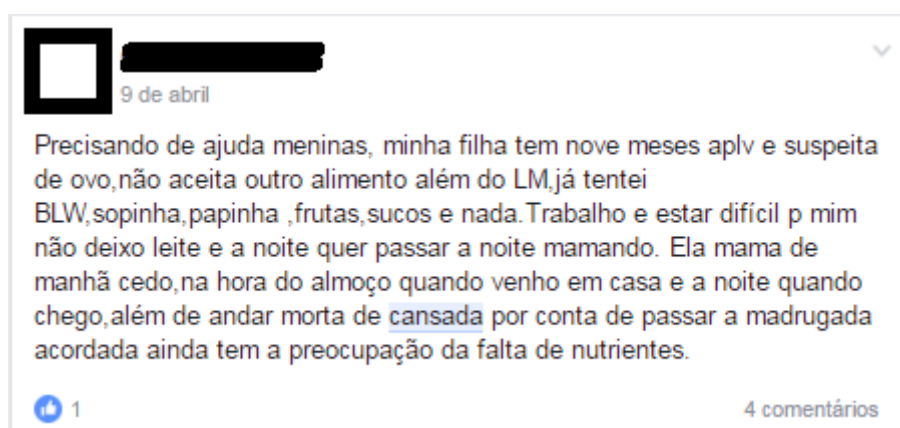 9 de abril
Precisando de ajuda meninas, minha filha tem nove meses aplv e suspeita
de ovo,não aceita outro alimento além do LM,já tentei
BLW,sopinha,papinha ,frutas,sucos e nada.Trabalho e estar difícil p mim
não deixo leite e a noite quer passar a noite mamando. Ela mama de
manhã cedo,na hora do almoço quando venho em casa e a noite quando
chego,além de andar morta de cansada por conta de passar a madrugada
acordada ainda tem a preocupação da falta de nutrientes.
1
4 comentários